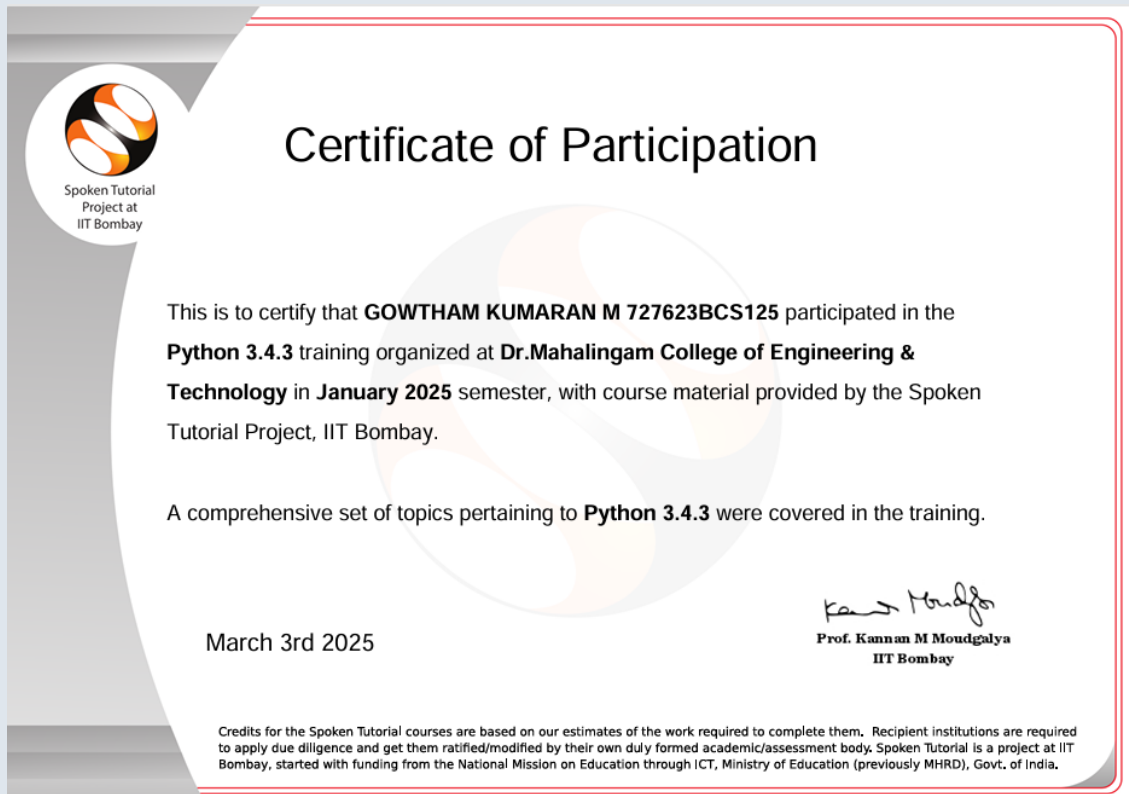 Spoken Tutorial
Project at
IIT Bombay
Certificate of Participation
This is to certify that GOWTHAM KUMARAN M 727623BCS125 participated in the
Python 3.4.3 training organized at Dr.Mahalingam College of Engineering &
Technology in January 2025 semester, with course material provided by the Spoken
Tutorial Project, IIT Bombay.
A comprehensive set of topics pertaining to Python 3.4.3 were covered in the training.
March 3rd 2025
Prof. Kannan M Moudgalya
IIT Bombay
Credits for the Spoken Tutorial courses are based on our estimates of the work required to complete them. Recipient institutions are required
to apply due diligence and get them ratified/modified by their own duly formed academic/assessment body. Spoken Tutorial is a project at IIT
Bombay, started with funding from the National Mission on Education through ICT, Ministry of Education (previously MHRD), Govt. of India.